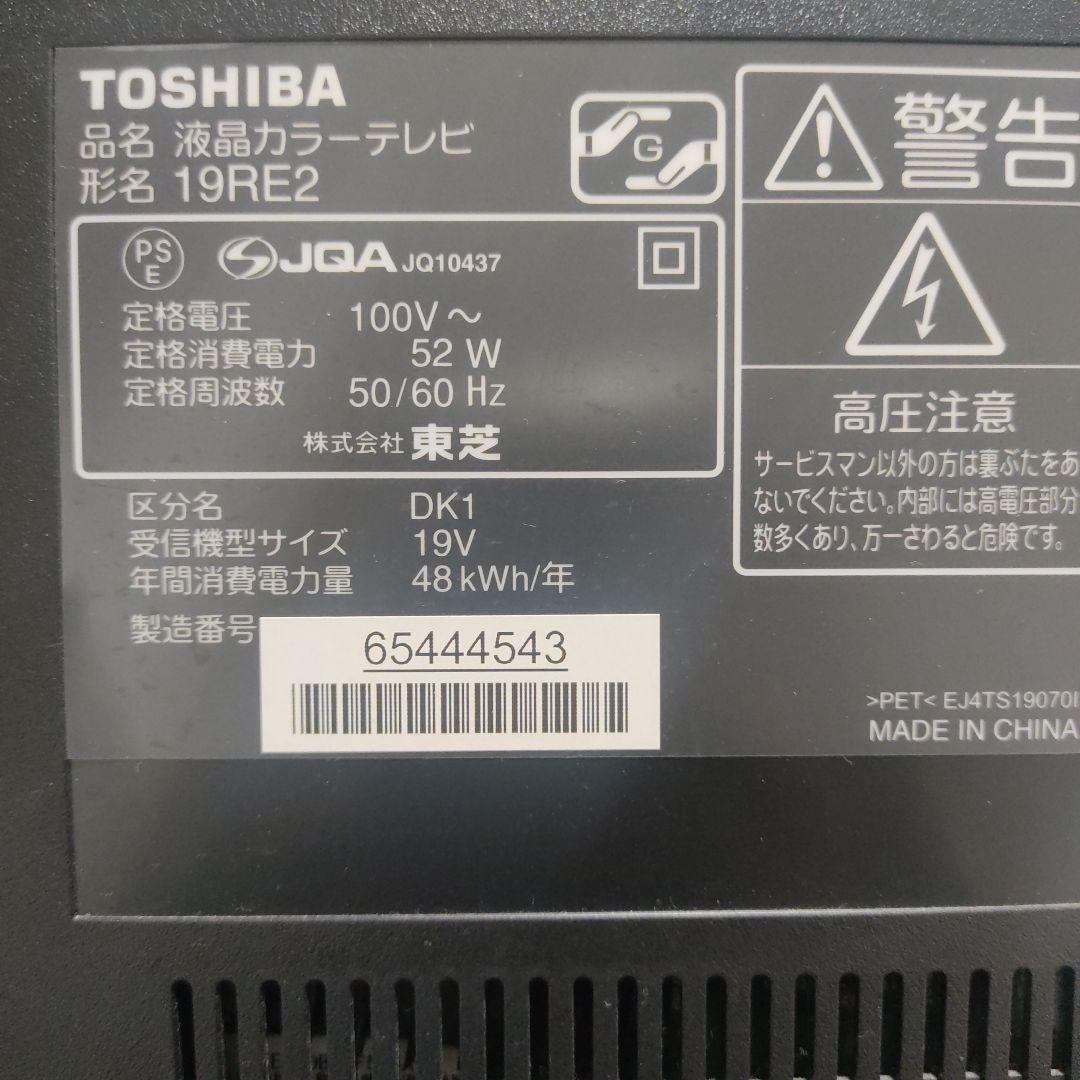 TOSHIBA
品名 液晶カラーテレビ
形名 19RE2
G
PS
E
JQA JQ10437
定格電圧 100V～
定格消費電力 52 W
定格周波数 50/60 Hz
株式会社 東芝
区分名 DK1
受信機型サイズ 19V
年間消費電力量 48 kWh/年
製造番号 65444543
警告
高圧注意
サービスマン以外の方は裏ぶたをあ
ないでください。内部には高電圧部分
数多くあり、万一さわると危険です。
>PET< EJ4TS19070I
MADE IN CHINA